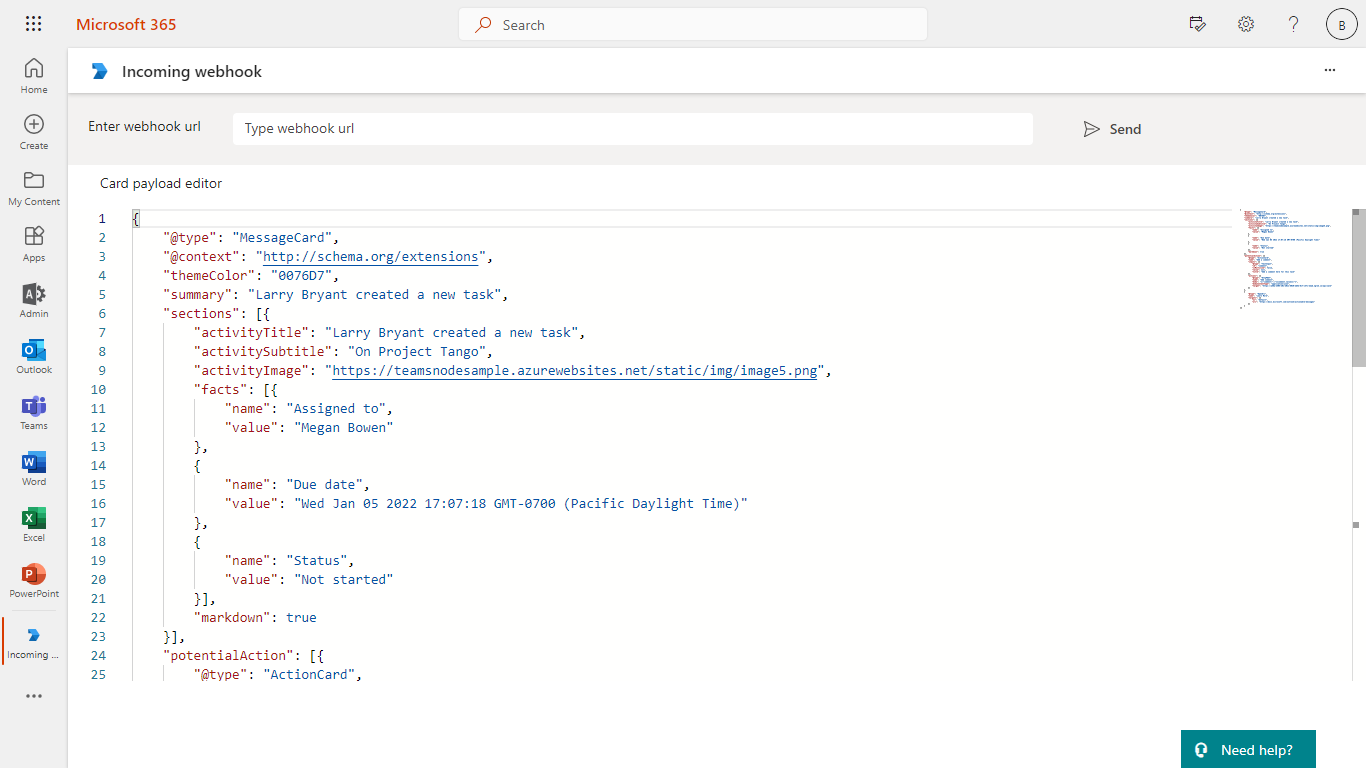 Microsoft 365
Search
B
Home
Create
My Content
Apps
Admin
Outlook
Teams
Word
Excel
PowerPoint
Incoming ...
Incoming webhook
Enter webhook url
Type webhook url
Send
Card payload editor
1 {
2 "@type": "MessageCard",
3 "@context": "http://schema.org/extensions",
4 "themeColor": "0076D7",
5 "summary": "Larry Bryant created a new task",
6 "sections": [{
7 "activityTitle": "Larry Bryant created a new task",
8 "activitySubtitle": "On Project Tango",
9 "activityImage": "https://teamsnodesample.azurewebsites.net/static/img/image5.png",
10 "facts": [{
11 "name": "Assigned to",
12 "value": "Megan Bowen"
13 },
14 {
15 "name": "Due date",
16 "value": "Wed Jan 05 2022 17:07:18 GMT-0700 (Pacific Daylight Time)"
17 },
18 {
19 "name": "Status",
20 "value": "Not started"
21 }],
22 "markdown": true
23 }],
24 "potentialAction": [{
25 "@type": "ActionCard",
Need help?